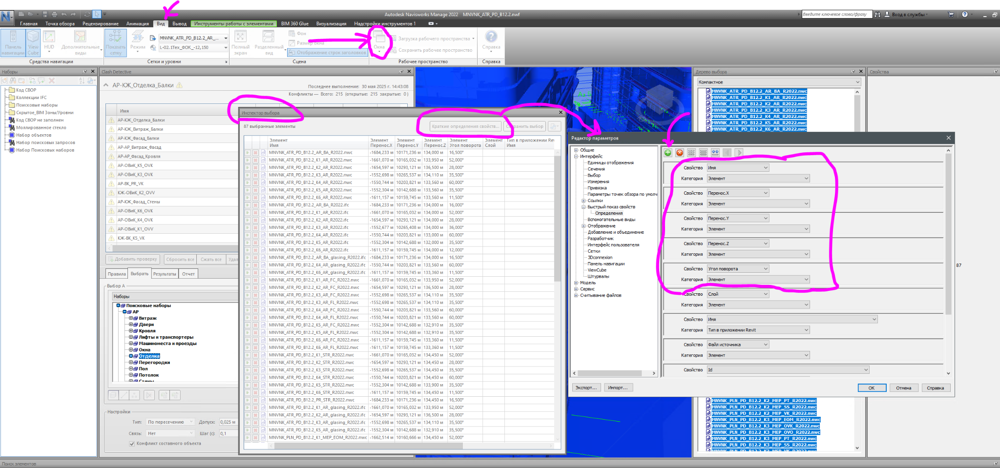 Autodesk Navisworks Manage 2022 MNVNK_ATR_PD_B12.2.nwf
Введите ключевое слово/фразу
Вход в службы
Главная Точка обзора Рецензирование Анимация Вид Вывод Инструменты работы с элементами BIM 360 Glue Визуализация Надстройки инструментов 1
Панель навигации
View Cube
HUD
Дополнительные виды
Показать сетку
Режим
MNVNK_ATR_PD_B12.2_AR_...
L-02.1Тех_ФОК_-12,150
Полный экран
Разделенный вид
Фон
Размер окна
Отображение строк заголовков
Окна
Загрузка рабочего пространства
Сохранить рабочее пространство
Справка
Средства навигации
Сетки и уровни
Сцена
Рабочее пространство
Справка
Наборы
Код СВОР
Коллекции IFC
Поисковые наборы
Скрытое_BIM Зоны/Уровни
Код СВОР не заполнен
Моллированное стекло
Набор объектов
Набор поисковых запросов
Набор Поисковых наборов
Clash Detective
АР-КЖ_Отделка_Балки
Последнее выполнение: 30 мая 2025 г. 14:43:08
Конфликты — Всего: 215 (открытые: 215 закрытые: 0)
Имя
АР-КЖ_Отделка_Балки
АР-КЖ_Витраж_Балки
АР-КЖ_Фасад_Балки
АР-АР_Витраж_Фасад
АР-АР_Фасад_Кровля
АР-ОВиК_К5_OVK
АР-ОВиК_К3_OVK
АР-ВК_PR_VK
КЖ-ОВиК_К2_OVV
АР-КЖ_Фасад_Стены
АР-ОВиК_К6_OVK
АР-ОВиК_К4_OVK
АР-ОВиК_К1_OVV
КЖ-ВК_К5_VK
Добавить проверку
Сбросить все
Сжать все
Правила Выбрать Результаты Отчет
Выбор А
Наборы
Поисковые наборы
АР
Витраж
Двери
Кровля
Лифты и транспортеры
Машиноместа и проезды
Окна
Отделка
Перегородки
Пол
Потолок
Стены
Настройки
Тип: По пересечению Допуск: 0,025 м
Связь: Нет Шаг (с): 0,1
Конфликт составного объекта
Поиск элементов
Инспектор выбора
87 выбранные элементы
Краткие определения свойств...
Сохранить выбор
Элемент Имя
Элемент Перенос.X
Элемент Перенос.Y
Элемент Перенос.Z
Элемент Угол поворота
Элемент Слой
Тип в приложении Rev Имя
MNVNK_ATR_PD_B12.2_AR_BA_R2022.nwc -1684,233 м 10171,236 м 134,000 м 16,500°
MNVNK_ATR_PD_B12.2_K1_AR_R2022.nwc -1661,070 м 10165,032 м 133,950 м 52,000°
MNVNK_ATR_PD_B12.2_K2_AR_R2022.nwc -1654,597 м 10293,121 м 136,500 м 28,000°
MNVNK_ATR_PD_B12.2_K3_AR_R2022.nwc -1552,698 м 10265,537 м 134,110 м 35,500°
MNVNK_ATR_PD_B12.2_K4_AR_R2022.nwc -1550,744 м 10203,821 м 133,560 м 60,000°
MNVNK_ATR_PD_B12.2_K5_AR_R2022.nwc -1552,304 м 10142,688 м 133,560 м 35,500°
MNVNK_ATR_PD_B12.2_K6_AR_R2022.nwc -1611,157 м 10159,745 м 133,560 м 11,500°
MNVNK_ATR_PD_B12.2_AR_BA_R2022.ifc -1684,233 м 10171,236 м 134,000 м 16,000°
MNVNK_ATR_PD_B12.2_K1_AR_R2022.ifc -1661,070 м 10165,032 м 134,000 м 52,000°
MNVNK_ATR_PD_B12.2_K2_AR_R2022.ifc -1654,597 м 10293,121 м 134,000 м 28,000°
MNVNK_ATR_PD_B12.2_K3_AR_R2022.ifc -1552,677 м 10265,408 м 134,000 м 36,000°
MNVNK_ATR_PD_B12.2_K4_AR_R2022.ifc -1550,744 м 10203,821 м 133,000 м 60,000°
MNVNK_ATR_PD_B12.2_K5_AR_R2022.ifc -1552,304 м 10142,688 м 132,000 м 35,500°
MNVNK_ATR_PD_B12.2_K6_AR_R2022.ifc -1611,157 м 10159,745 м 134,000 м 12,000°
MNVNK_ATR_PD_B12.2_AR_BA_glasing_R2022.ifc -1684,233 м 10171,236 м 134,000 м 16,500°
MNVNK_ATR_PD_B12.2_K4_AR_glasing_R2022.ifc -1550,744 м 10203,821 м 133,560 м 60,000°
MNVNK_ATR_PD_B12.2_K6_AR_glasing_R2022.ifc -1611,157 м 10159,745 м 133,360 м 11,500°
MNVNK_ATR_PD_B12.2_K1_AR_FC_R2022.nwc -1661,070 м 10165,032 м 133,950 м 52,000°
MNVNK_ATR_PD_B12.2_K2_AR_FC_R2022.nwc -1654,597 м 10293,121 м 136,500 м 28,000°
MNVNK_ATR_PD_B12.2_K3_AR_FC_R2022.nwc -1552,698 м 10265,537 м 134,110 м 35,500°
MNVNK_ATR_PD_B12.2_K3_AR_FL_R2022.nwc -1552,698 м 10265,537 м 134,110 м 35,500°
MNVNK_ATR_PD_B12.2_K4_AR_FC_R2022.nwc -1550,744 м 10203,821 м 133,560 м 60,000°
MNVNK_ATR_PD_B12.2_K4_AR_FL_R2022.nwc -1550,744 м 10203,821 м 133,560 м 60,000°
MNVNK_ATR_PD_B12.2_K5_AR_FC_R2022.nwc -1552,304 м 10142,688 м 132,910 м 35,500°
MNVNK_ATR_PD_B12.2_K5_AR_FL_R2022.nwc -1552,304 м 10142,688 м 132,910 м 35,500°
MNVNK_ATR_PD_B12.2_K6_AR_FC_R2022.nwc -1611,157 м 10159,745 м 133,360 м 11,500°
MNVNK_ATR_PD_B12.2_K6_AR_FL_R2022.nwc -1611,157 м 10159,745 м 133,360 м 11,500°
MNVNK_ATR_PD_B12.2_K1_STR_R2022.nwc -1661,070 м 10165,032 м 134,450 м 52,000°
MNVNK_ATR_PD_B12.2_K2_STR_R2022.nwc -1654,597 м 10293,121 м 134,450 м 28,000°
MNVNK_ATR_PD_B12.2_K3_STR_R2022.nwc -1552,698 м 10265,537 м 134,450 м 35,500°
MNVNK_ATR_PD_B12.2_K4_STR_R2022.nwc -1550,744 м 10203,821 м 134,450 м 60,000°
MNVNK_ATR_PD_B12.2_K5_STR_R2022.nwc -1552,304 м 10142,688 м 133,900 м 35,500°
MNVNK_ATR_PD_B12.2_K6_STR_R2022.nwc -1611,157 м 10159,745 м 134,450 м 11,500°
MNVNK_ATR_PD_B12.2_PR_STR_R2022.nwc -1684,233 м 10171,236 м 134,450 м 16,500°
MNVNK_ATR_PD_B12.2_K1_AR_glasing_R2022.ifc -1661,070 м 10165,032 м 133,950 м 52,000°
MNVNK_ATR_PD_B12.2_K2_AR_glasing_R2022.ifc -1654,597 м 10293,121 м 136,500 м 28,000°
MNVNK_ATR_PD_B12.2_K3_AR_glasing_R2022.ifc -1552,698 м 10265,537 м 134,110 м 35,500°
MNVNK_ATR_PD_B12.2_K5_AR_glasing_R2022.ifc -1552,304 м 10142,688 м 132,910 м 35,500°
MNVNK_PLN_PD_B12.2_K1_MEP_EOM_R2022.nwc -1662,514 м 10160,666 м 134,450 м 52,000°
Дерево выбора
Компактное
MNVNK_ATR_PD_B12.2_AR_BA_R2022.nwc
MNVNK_ATR_PD_B12.2_K1_AR_R2022.nwc
MNVNK_ATR_PD_B12.2_K2_AR_R2022.nwc
MNVNK_ATR_PD_B12.2_K3_AR_R2022.nwc
MNVNK_ATR_PD_B12.2_K4_AR_R2022.nwc
MNVNK_ATR_PD_B12.2_K5_AR_R2022.nwc
MNVNK_ATR_PD_B12.2_K6_AR_R2022.nwc
Свойства
Редактор параметров
Общие
Интерфейс
Единицы отображения
Сечения
Выбор
Измерения
Привязка
Параметры точек обзора по умолч
Ссылки
Быстрый показ свойств
Определения
Вспомогательные виды
Отображение
Добавление и объединение
Разработчик
Интерфейс пользователя
Сетки
3Dconnexion
Панель навигации
ViewCube
Штурвалы
Модель
Сервис
Считывание файлов
Свойство Имя
Категория Элемент
Свойство Перенос.X
Категория Элемент
Свойство Перенос.Y
Категория Элемент
Свойство Перенос.Z
Категория Элемент
Свойство Угол поворота
Категория Элемент
Свойство Слой
Категория Элемент
Свойство Имя
Категория Тип в приложении Revit
Свойство Файл источника
Категория Элемент
Свойство Id
Экспорт... Импорт... ОК Отмена Справка
87
MNVNK_PLN_PD_B12.2_K2_MEP_PT_R2022.nwc
MNVNK_PLN_PD_B12.2_K2_MEP_SS_R2022.nwc
MNVNK_PLN_PD_B12.2_K2_MEP_VK_R2022.nwc
MNVNK_PLN_PD_B12.2_K3_MEP_EOM_R2022.nwc
MNVNK_PLN_PD_B12.2_K3_MEP_OVK_R2022.nwc
MNVNK_PLN_PD_B12.2_K3_MEP_OVO_R2022.nwc
MNVNK_PLN_PD_B12.2_K3_MEP_PT_R2022.nwc
MNVNK_PLN_PD_B12.2_K3_MEP_SS_R2022.nwc